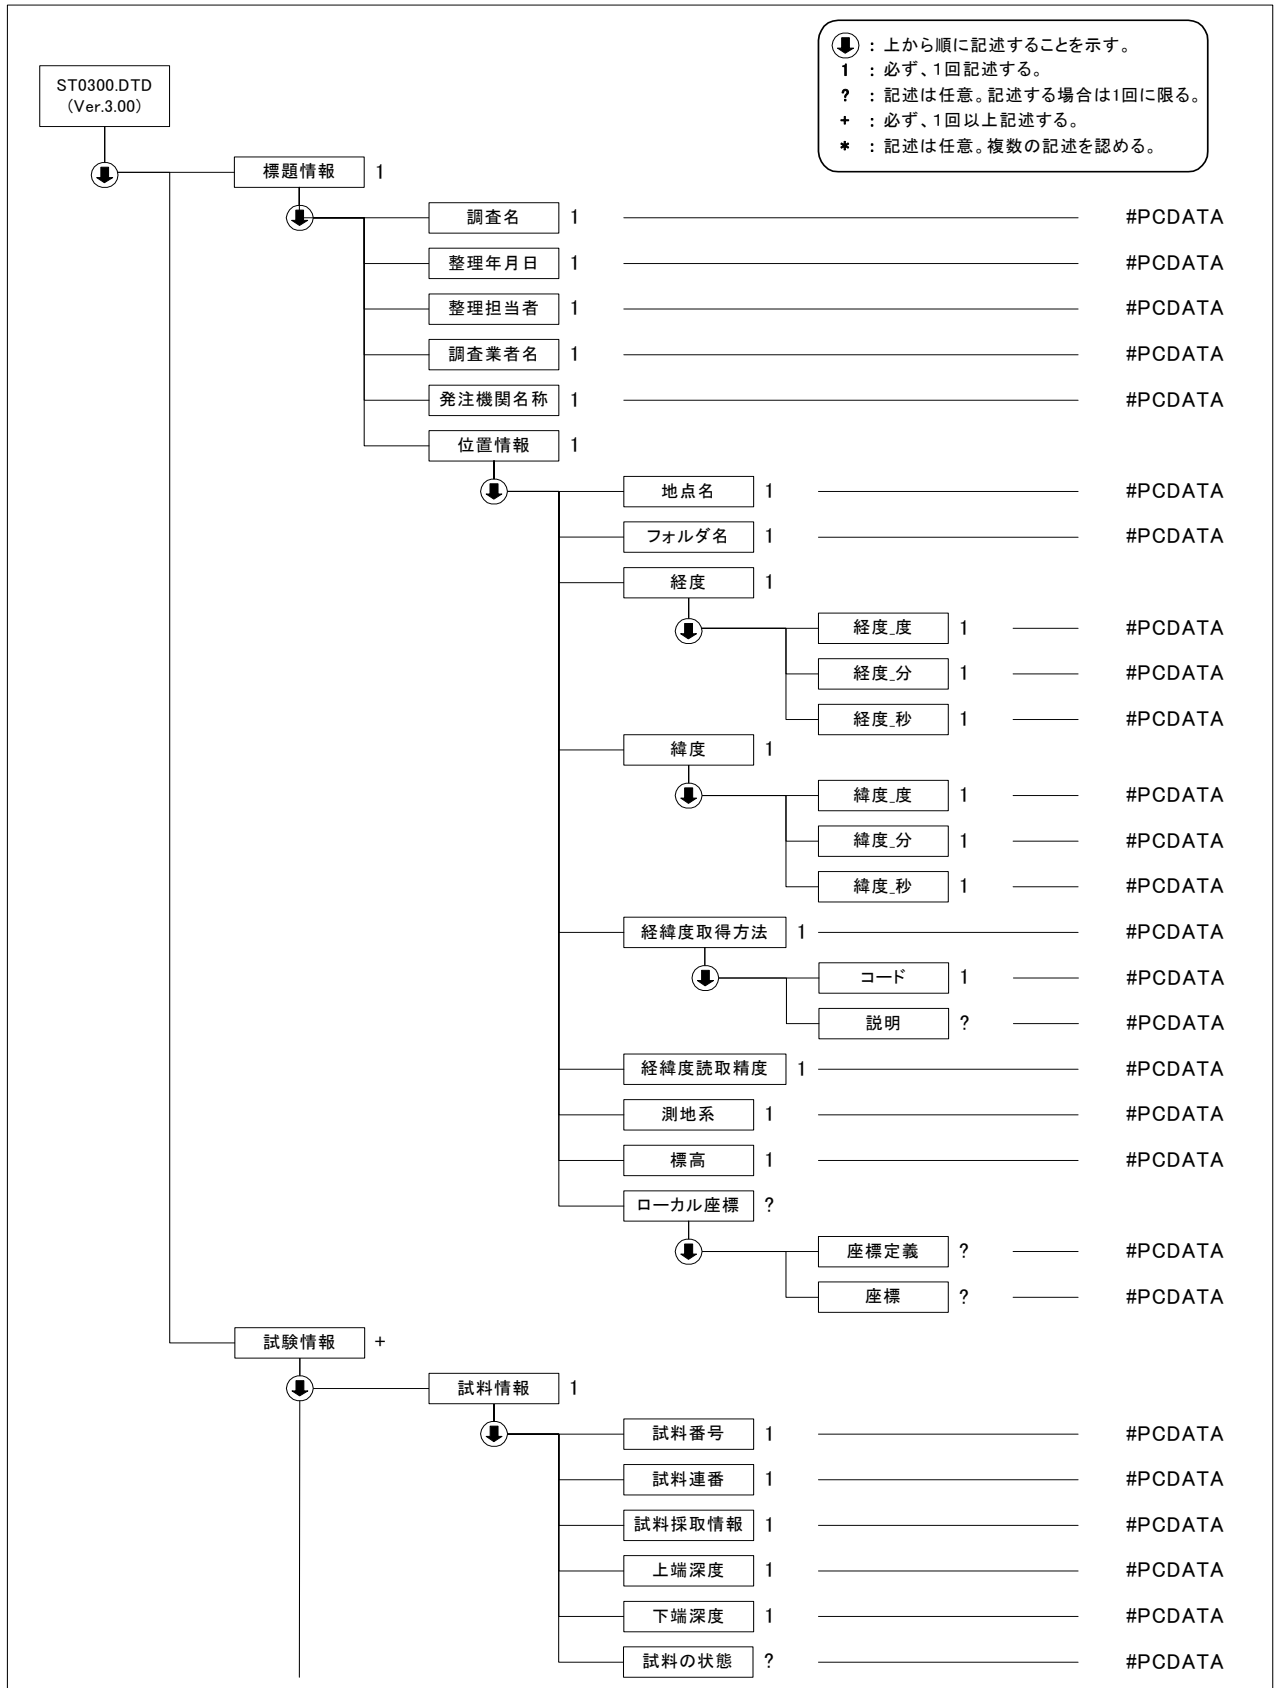 ST0300.DTD
(Ver.3.00)
：上から順に記述することを示す。
1 ：必ず、1回記述する。
? ：記述は任意。記述する場合は1回に限る。
+ ：必ず、1回以上記述する。
* ：記述は任意。複数の記述を認める。
標題情報 1
調査名 1 #PCDATA
整理年月日 1 #PCDATA
整理担当者 1 #PCDATA
調査業者名 1 #PCDATA
発注機関名称 1 #PCDATA
位置情報 1
地点名 1 #PCDATA
フォルダ名 1 #PCDATA
経度 1
経度_度 1 #PCDATA
経度_分 1 #PCDATA
経度_秒 1 #PCDATA
緯度 1
緯度_度 1 #PCDATA
緯度_分 1 #PCDATA
緯度_秒 1 #PCDATA
経緯度取得方法 1 #PCDATA
コード 1 #PCDATA
説明 ? #PCDATA
経緯度読取精度 1 #PCDATA
測地系 1 #PCDATA
標高 1 #PCDATA
ローカル座標 ?
座標定義 ? #PCDATA
座標 ? #PCDATA
試験情報 +
試料情報 1
試料番号 1 #PCDATA
試料連番 1 #PCDATA
試料採取情報 1 #PCDATA
上端深度 1 #PCDATA
下端深度 1 #PCDATA
試料の状態 ? #PCDATA